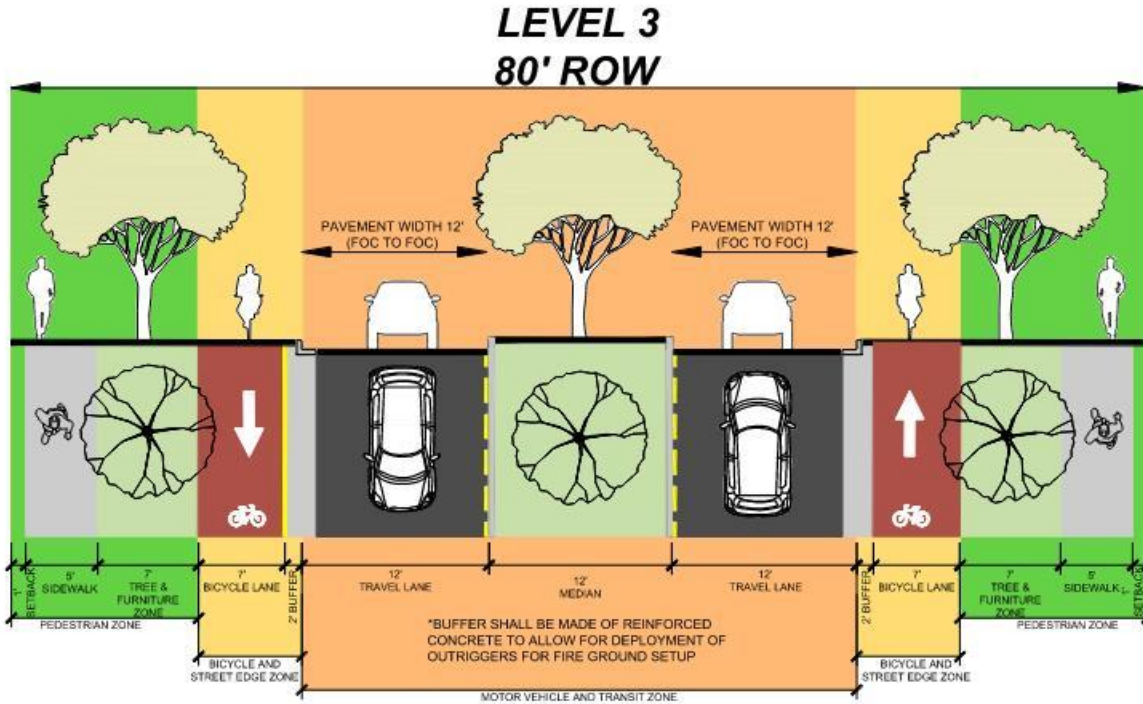 LEVEL 3
80' ROW
PAVEMENT WIDTH 12'
(FOC TO FOC)
PAVEMENT WIDTH 12'
(FOC TO FOC)
1'
SETBACK
5'
SIDEWALK
7'
TREE &
FURNITURE
ZONE
7'
BICYCLE LANE
2' BUFFER
12'
TRAVEL LANE
12'
MEDIAN
12'
TRAVEL LANE
2' BUFFER
7'
BICYCLE LANE
7'
TREE &
FURNITURE
ZONE
5'
SIDEWALK
1'
SETBACK
PEDESTRIAN ZONE
*BUFFER SHALL BE MADE OF REINFORCED
CONCRETE TO ALLOW FOR DEPLOYMENT OF
OUTRIGGERS FOR FIRE GROUND SETUP
PEDESTRIAN ZONE
BICYCLE AND
STREET EDGE ZONE
BICYCLE AND
STREET EDGE ZONE
MOTOR VEHICLE AND TRANSIT ZONE